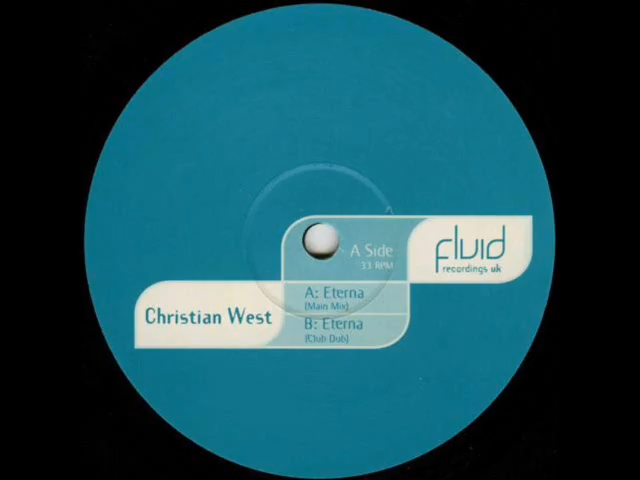 A Side
33 RPM
fluid
recordings uk
A: Eterna
(Main Mix)
Christian West
B: Eterna
(Club Dub)